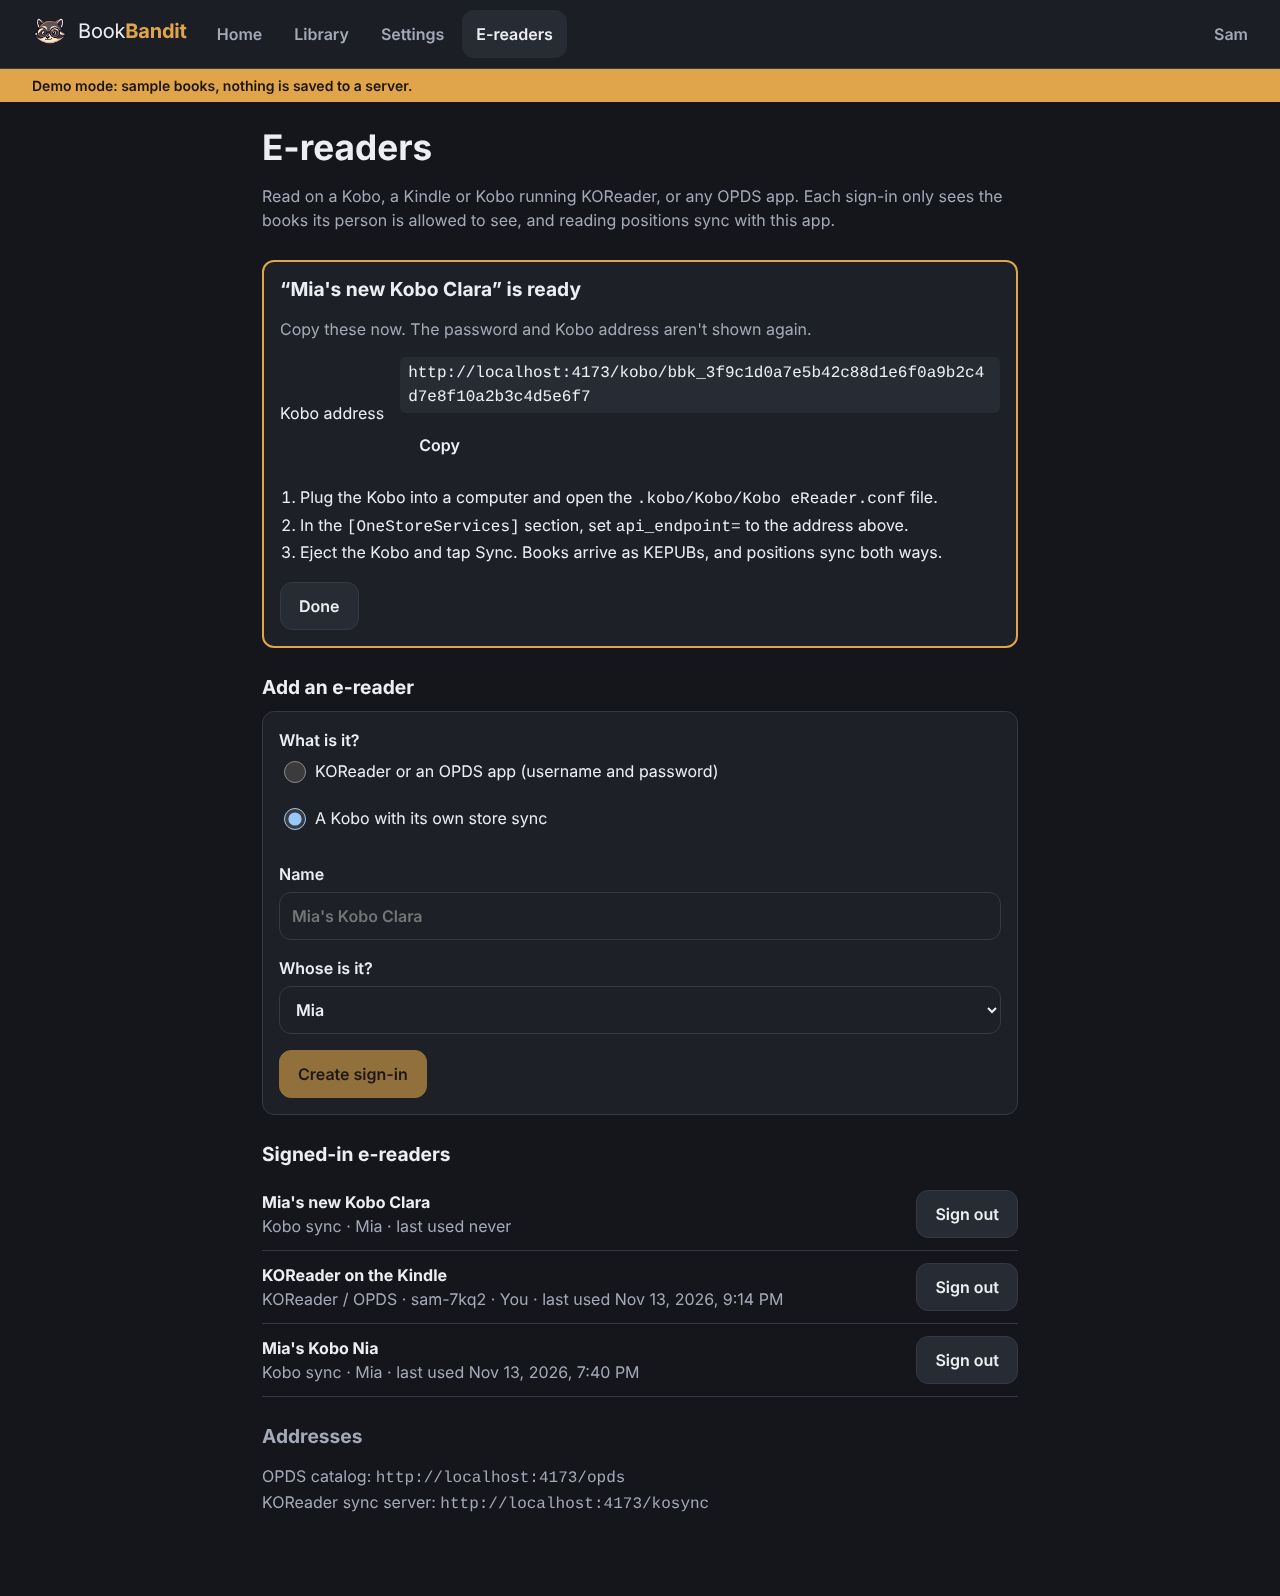 BookBandit
Home
Library
Settings
E-readers
Sam
Demo mode: sample books, nothing is saved to a server.
E-readers
Read on a Kobo, a Kindle or Kobo running KOReader, or any OPDS app. Each sign-in only sees the
books its person is allowed to see, and reading positions sync with this app.
“Mia's new Kobo Clara” is ready
Copy these now. The password and Kobo address aren't shown again.
Kobo address
http://localhost:4173/kobo/bbk_3f9c1d0a7e5b42c88d1e6f0a9b2c4
d7e8f10a2b3c4d5e6f7
Copy
1. Plug the Kobo into a computer and open the .kobo/Kobo/Kobo eReader.conf file.
2. In the [OneStoreServices] section, set api_endpoint= to the address above.
3. Eject the Kobo and tap Sync. Books arrive as KEPUBs, and positions sync both ways.
Done
Add an e-reader
What is it?
KOReader or an OPDS app (username and password)
A Kobo with its own store sync
Name
Mia's Kobo Clara
Whose is it?
Mia
Create sign-in
Signed-in e-readers
Mia's new Kobo Clara
Kobo sync · Mia · last used never
Sign out
KOReader on the Kindle
KOReader / OPDS · sam-7kq2 · You · last used Nov 13, 2026, 9:14 PM
Sign out
Mia's Kobo Nia
Kobo sync · Mia · last used Nov 13, 2026, 7:40 PM
Sign out
Addresses
OPDS catalog: http://localhost:4173/opds
KOReader sync server: http://localhost:4173/kosync